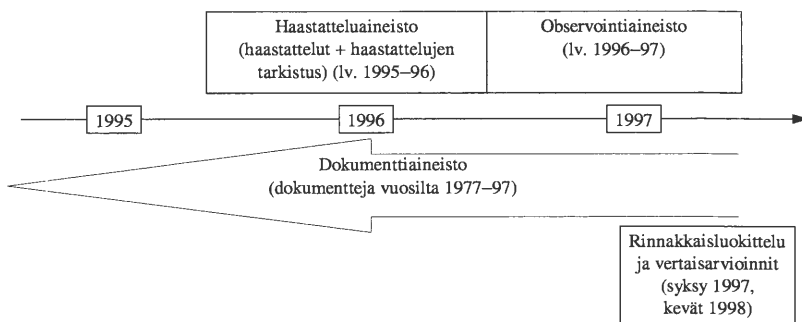 Haastatteluaineisto
(haastattelut + haastattelujen
tarkistus) (lv. 1995–96)
Observointiaineisto
(lv. 1996–97)
1995
1996
1997
Dokumenttiaineisto
(dokumentteja vuosilta 1977–97)
Rinnakkaisluokittelu
ja vertaisarvioinnit
(syksy 1997,
kevät 1998)